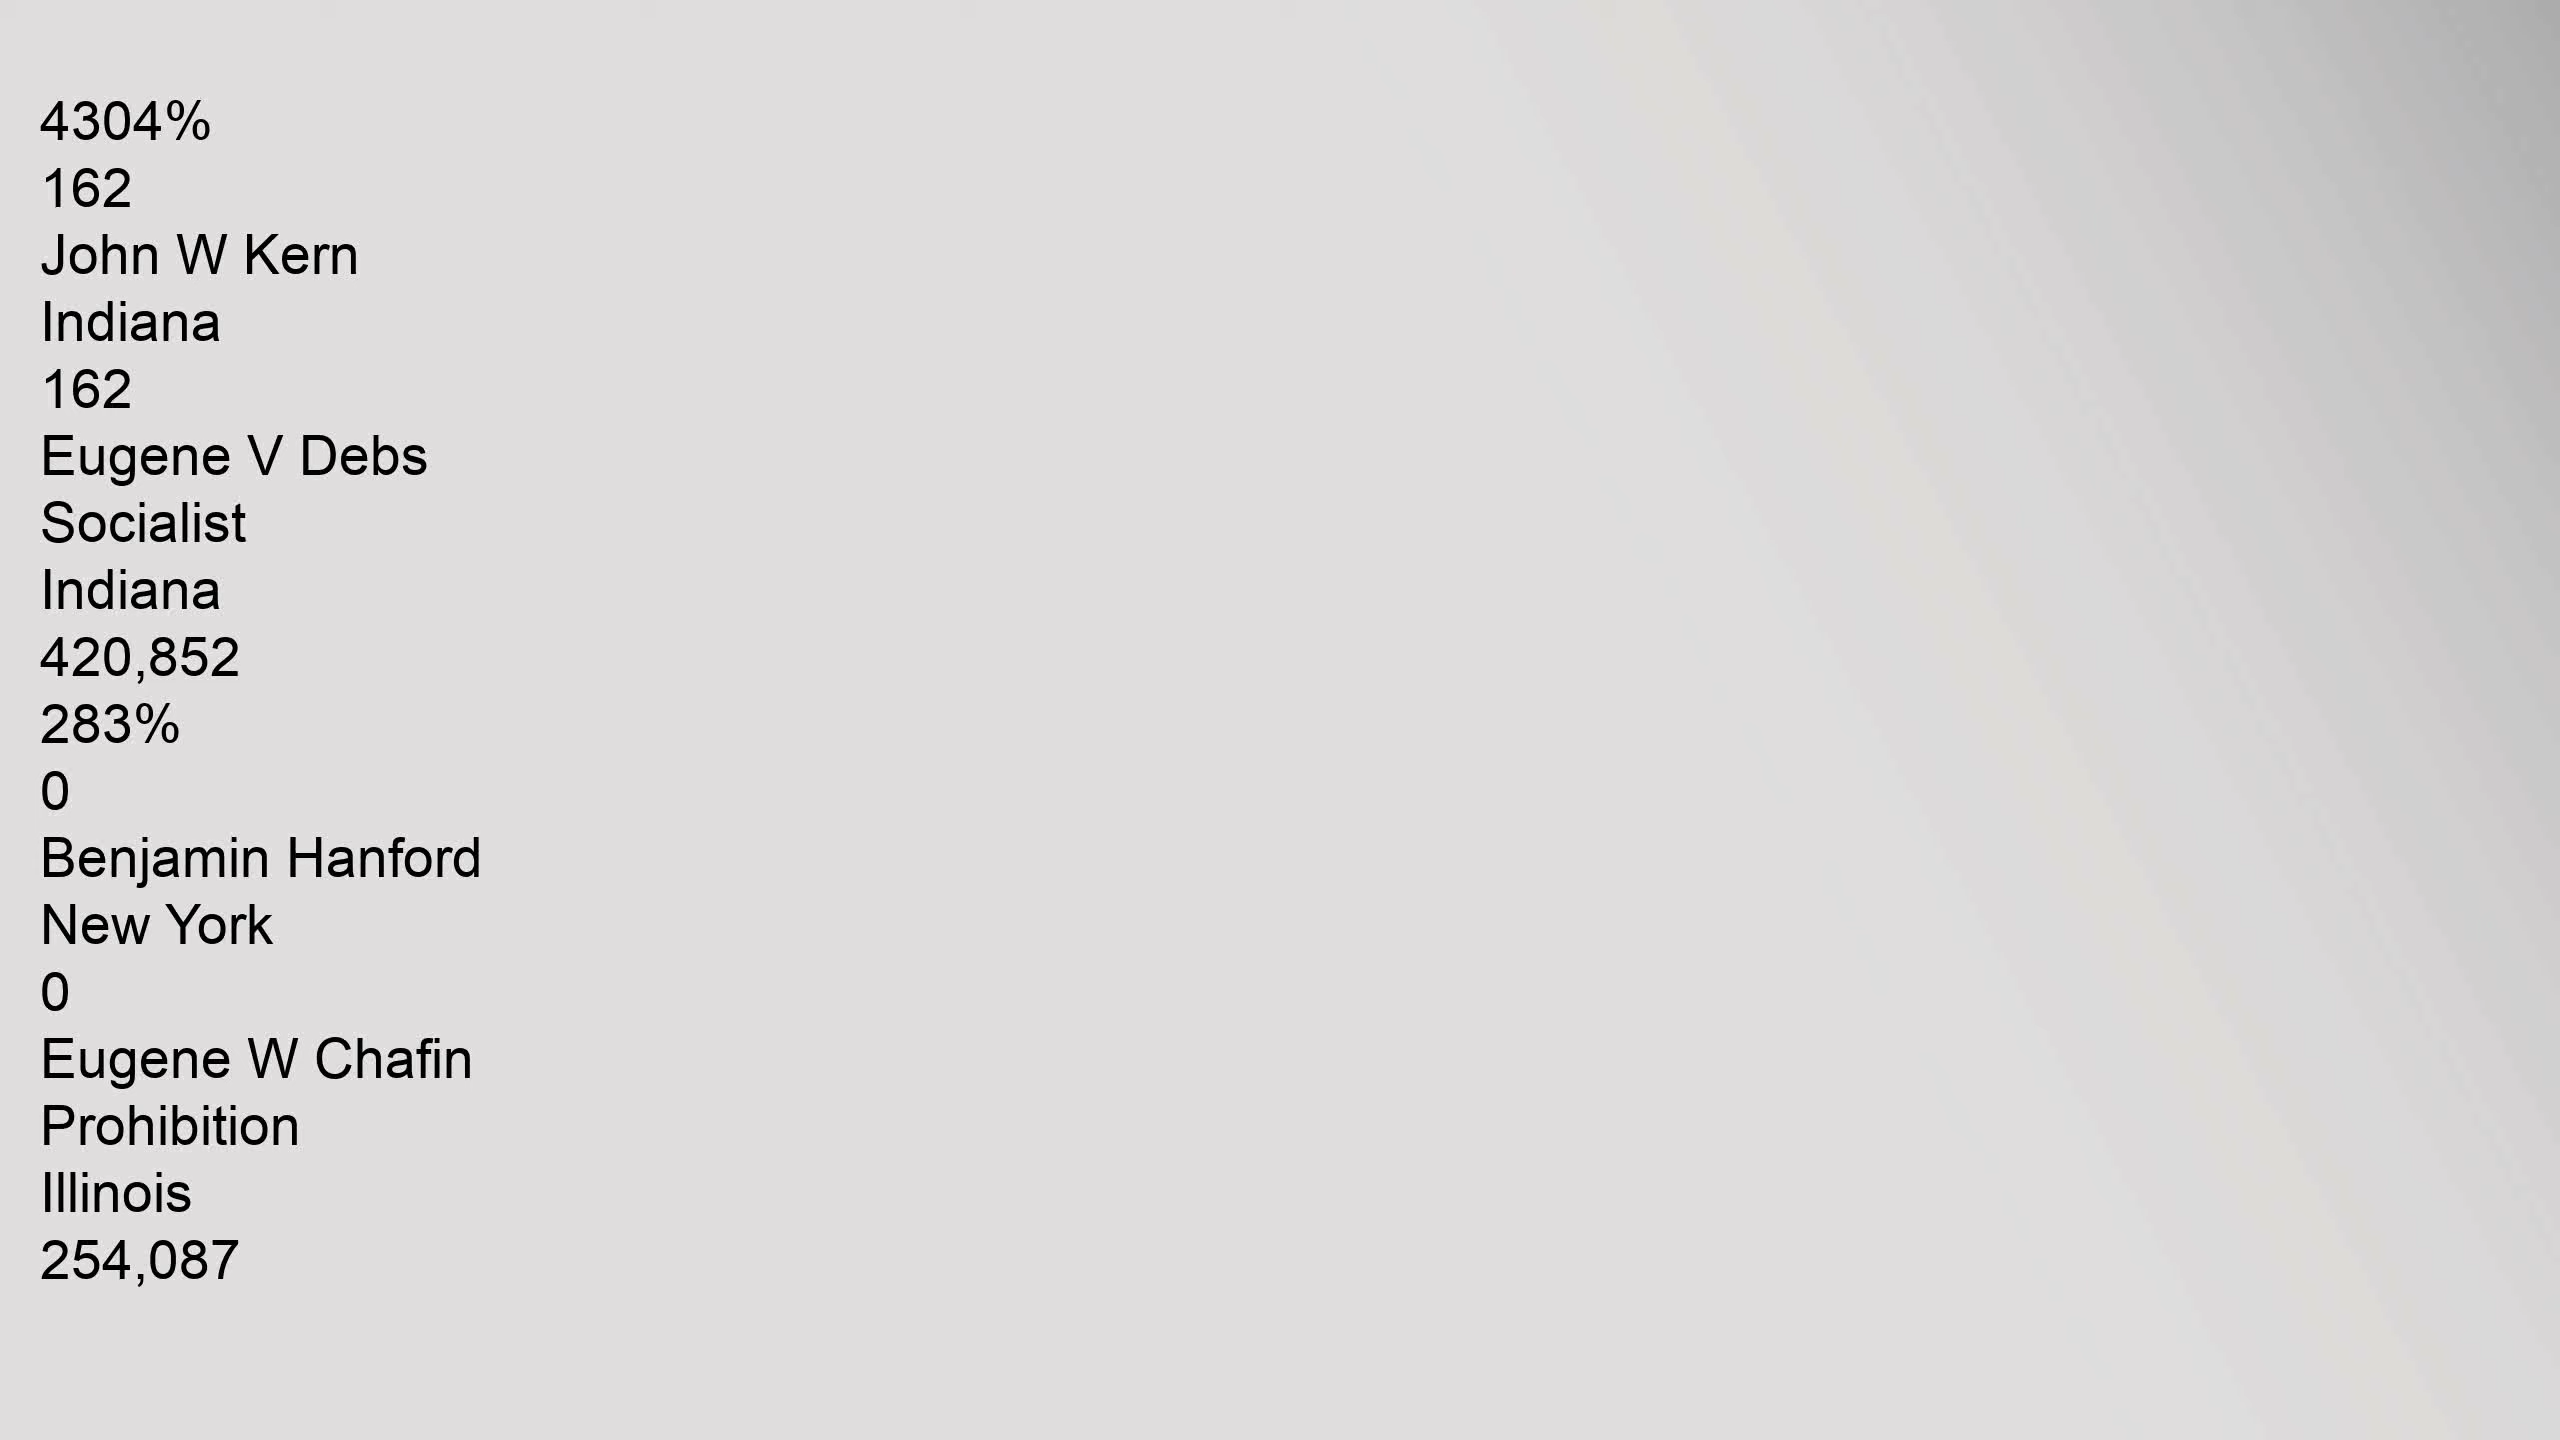 4304%
162
John W Kern
Indiana
162
Eugene V Debs
Socialist
Indiana
420,852
283%
0
Benjamin Hanford
New York
0
Eugene W Chafin
Prohibition
Illinois
254,087